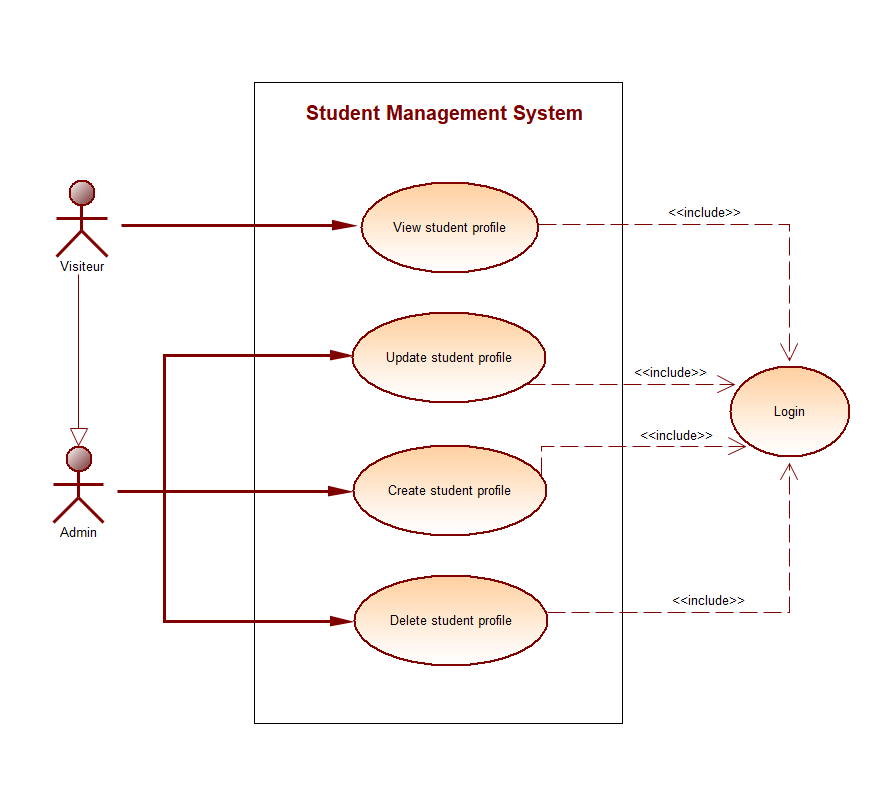 Student Management System
<<include>>
View student profile
Visiteur
Update student profile
<<include>>
Login
<<include>>
Create student profile
Admin
<<include>>
Delete student profile